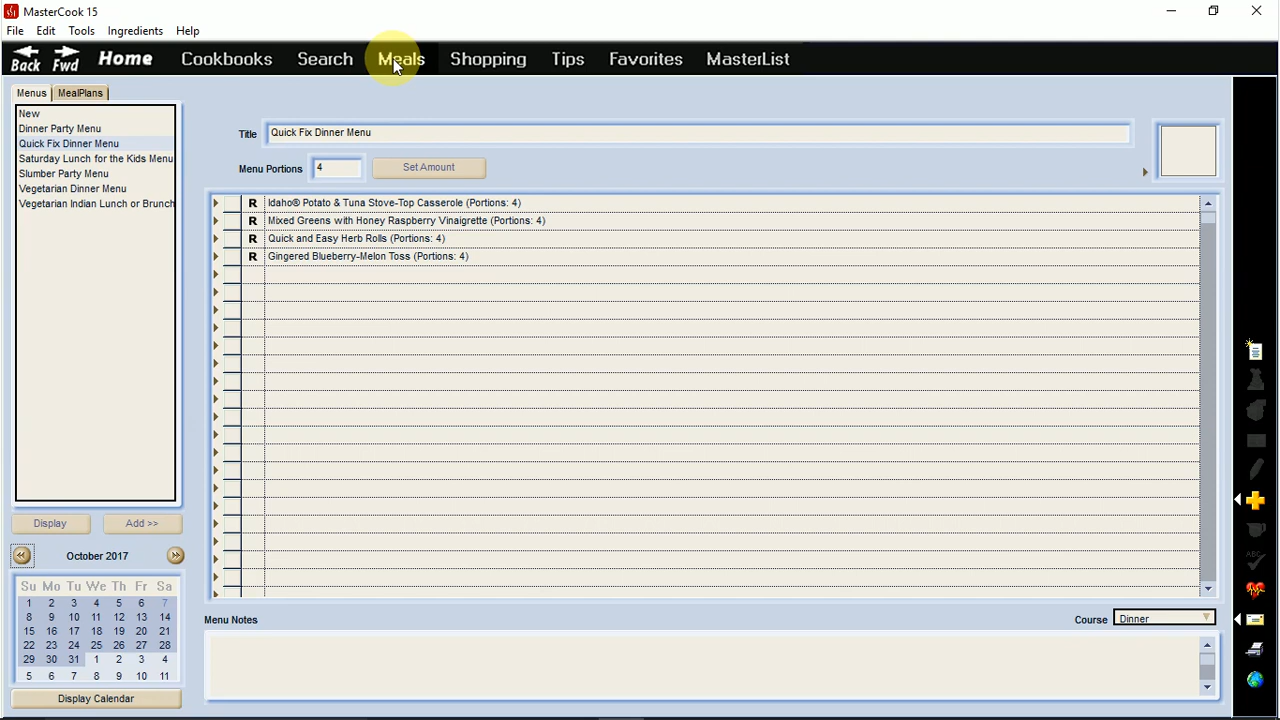 MasterCook 15
File Edit Tools Ingredients Help
Back Fwd Home Cookbooks Search Meals Shopping Tips Favorites MasterList
Menus MealPlans
New
Dinner Party Menu
Quick Fix Dinner Menu
Saturday Lunch for the Kids Menu
Slumber Party Menu
Vegetarian Dinner Menu
Vegetarian Indian Lunch or Brunch
Title Quick Fix Dinner Menu
Menu Portions 4 Set Amount
R Idaho® Potato & Tuna Stove-Top Casserole (Portions: 4)
R Mixed Greens with Honey Raspberry Vinaigrette (Portions: 4)
R Quick and Easy Herb Rolls (Portions: 4)
R Gingered Blueberry-Melon Toss (Portions: 4)
Display Add >>
October 2017
Su Mo Tu We Th Fr Sa
1 2 3 4 5 6 7
8 9 10 11 12 13 14
15 16 17 18 19 20 21
22 23 24 25 26 27 28
29 30 31 1 2 3 4
5 6 7 8 9 10 11
Display Calendar
Menu Notes Course Dinner
ABC